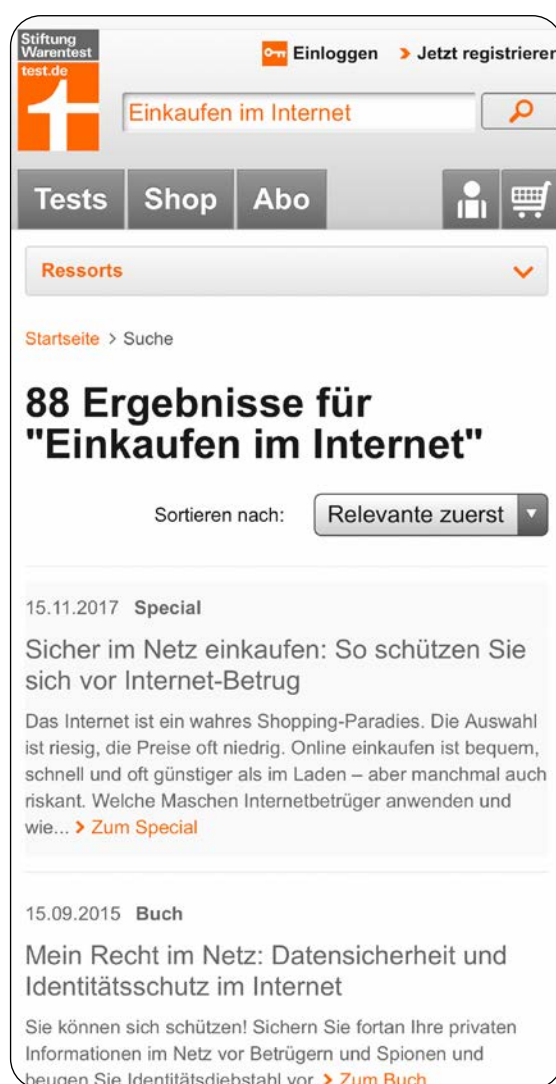 Stiftung
Warentest
test.de
Einloggen > Jetzt registrieren
Einkaufen im Internet
Tests Shop Abo
Ressorts
Startseite > Suche
88 Ergebnisse für
"Einkaufen im Internet"
Sortieren nach: Relevante zuerst
15.11.2017 Special
Sicher im Netz einkaufen: So schützen Sie
sich vor Internet-Betrug
Das Internet ist ein wahres Shopping-Paradies. Die Auswahl
ist riesig, die Preise oft niedrig. Online einkaufen ist bequem,
schnell und oft günstiger als im Laden – aber manchmal auch
riskant. Welche Maschen Internetbetrüger anwenden und
wie... > Zum Special
15.09.2015 Buch
Mein Recht im Netz: Datensicherheit und
Identitätsschutz im Internet
Sie können sich schützen! Sichern Sie fortan Ihre privaten
Informationen im Netz vor Betrügern und Spionen und
beugen Sie Identitätsdiebstahl vor. > Zum Buch